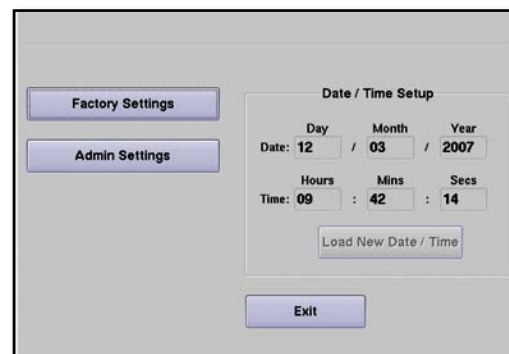 Factory Settings
Admin Settings
Date / Time Setup
Day Month Year
Date: 12 / 03 / 2007
Hours Mins Secs
Time: 09 : 42 : 14
Load New Date / Time
Exit